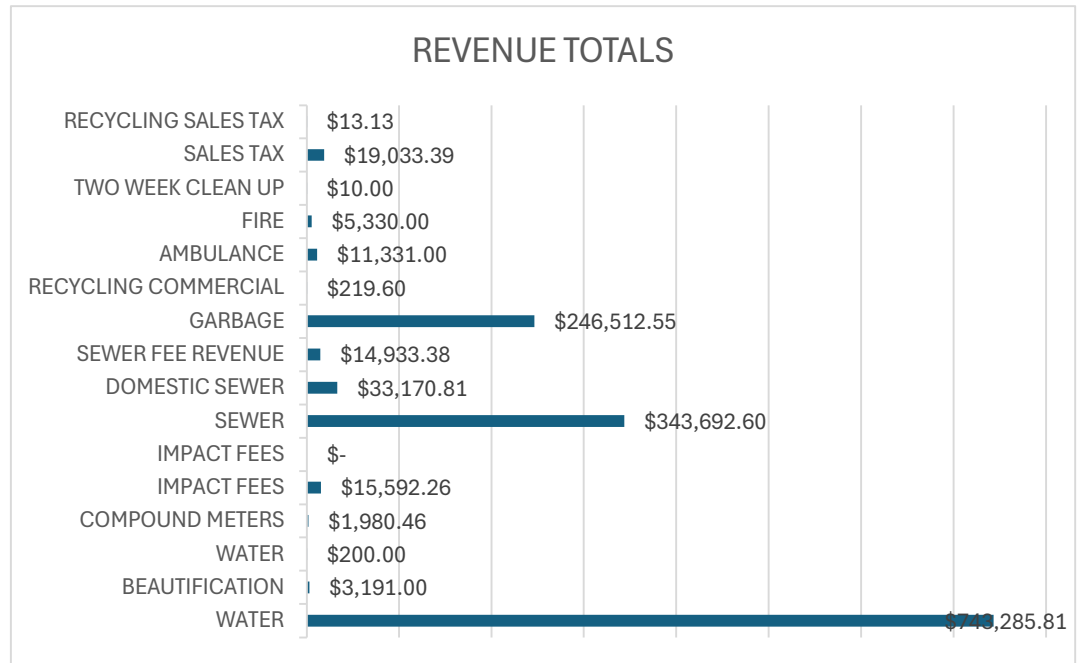 REVENUE TOTALS
RECYCLING SALES TAX $13.13
SALES TAX $19,033.39
TWO WEEK CLEAN UP $10.00
FIRE $5,330.00
AMBULANCE $11,331.00
RECYCLING COMMERCIAL $219.60
GARBAGE $246,512.55
SEWER FEE REVENUE $14,933.38
DOMESTIC SEWER $33,170.81
SEWER $343,692.60
IMPACT FEES $-
IMPACT FEES $15,592.26
COMPOUND METERS $1,980.46
WATER $200.00
BEAUTIFICATION $3,191.00
WATER $743,285.81